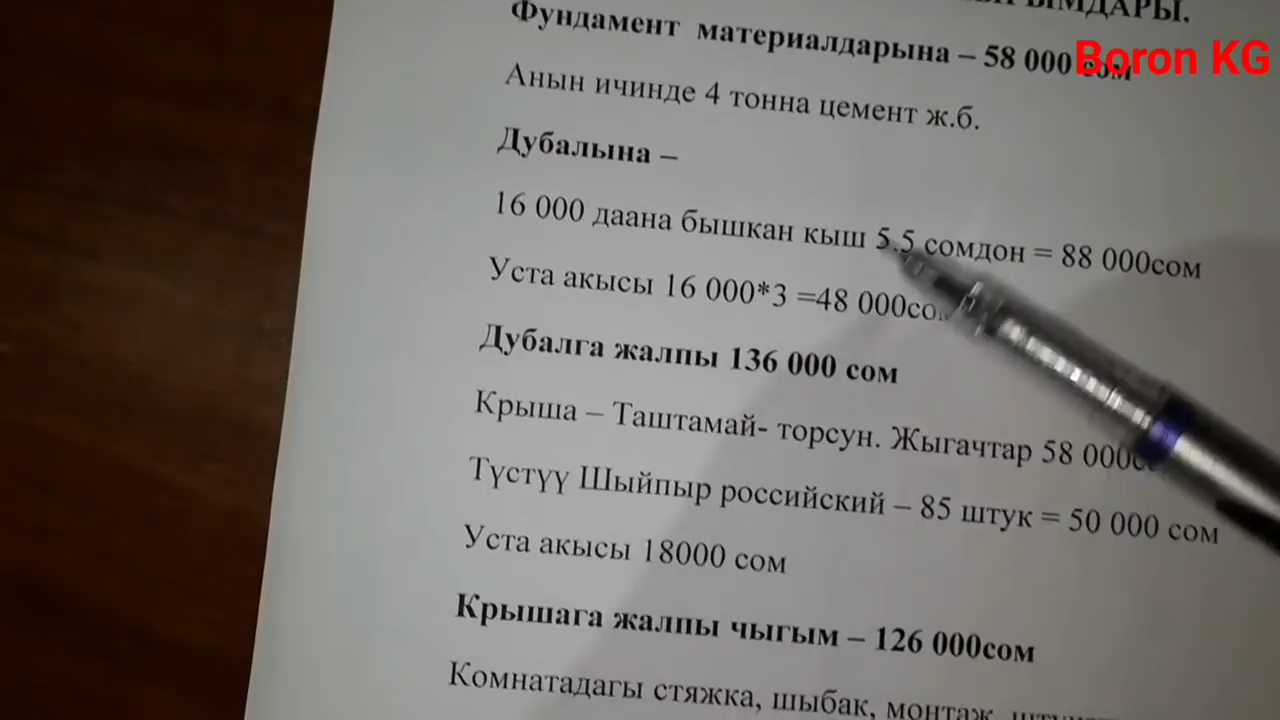 Фундамент материалдарына – 58 000 сом
Boron KG
Анын ичинде 4 тонна цемент ж.б.
Дубалына –
16 000 даана бышкан кыш 5.5 сомдон = 88 000сом
Уста акысы 16 000*3 =48 000сом
Дубалга жалпы 136 000 сом
Крыша – Таштамай- торсун. Жыгачтар 58 000
Түстүү Шыйпыр российский – 85 штук = 50 000 сом
Уста акысы 18000 сом
Крышага жалпы чыгым – 126 000сом
Комнатадагы стяжка, шыбак, монтаж,